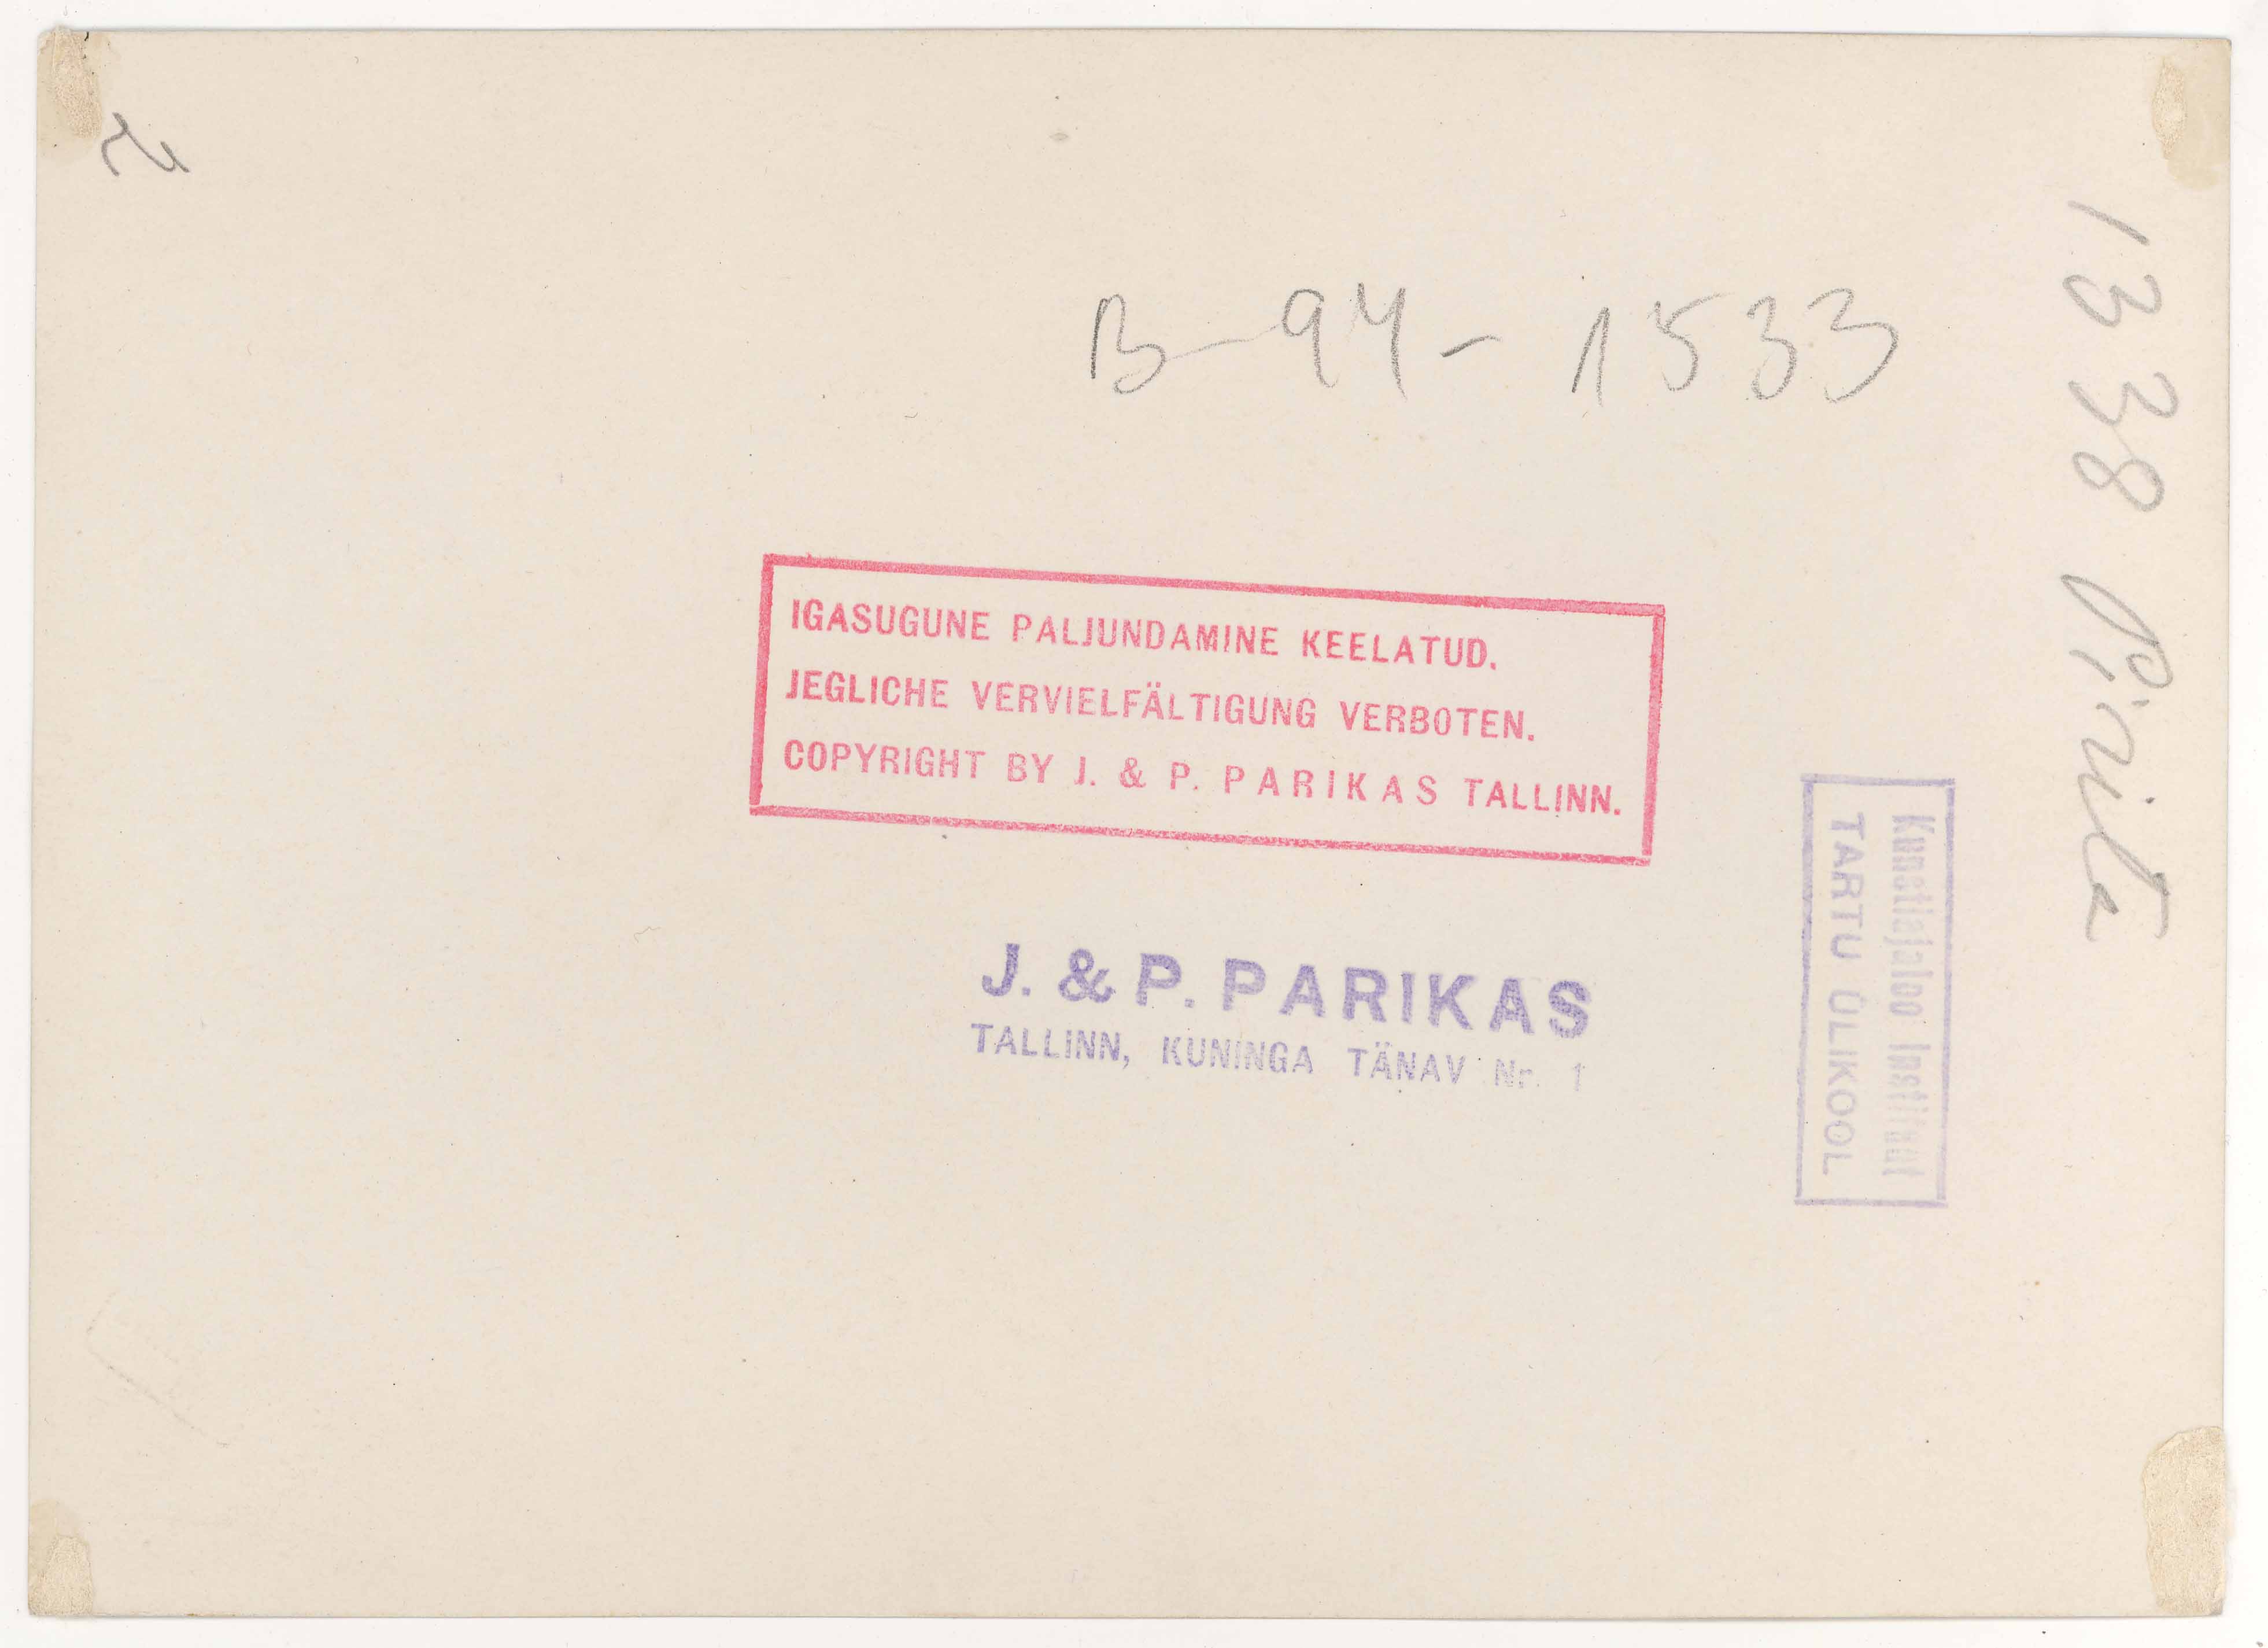 B-94-1533
1338 Pirita
IGASUGUNE PALJUNDAMINE KEELATUD.
JEGLICHE VERVIELFÄLTIGUNG VERBOTEN.
COPYRIGHT BY J. & P. PARIKAS TALLINN.
J. & P. PARIKAS
TALLINN, KUNINGA TÄNAV Nr. 1
Kunstiajaloo Instituut
TARTU ÜLIKOOL